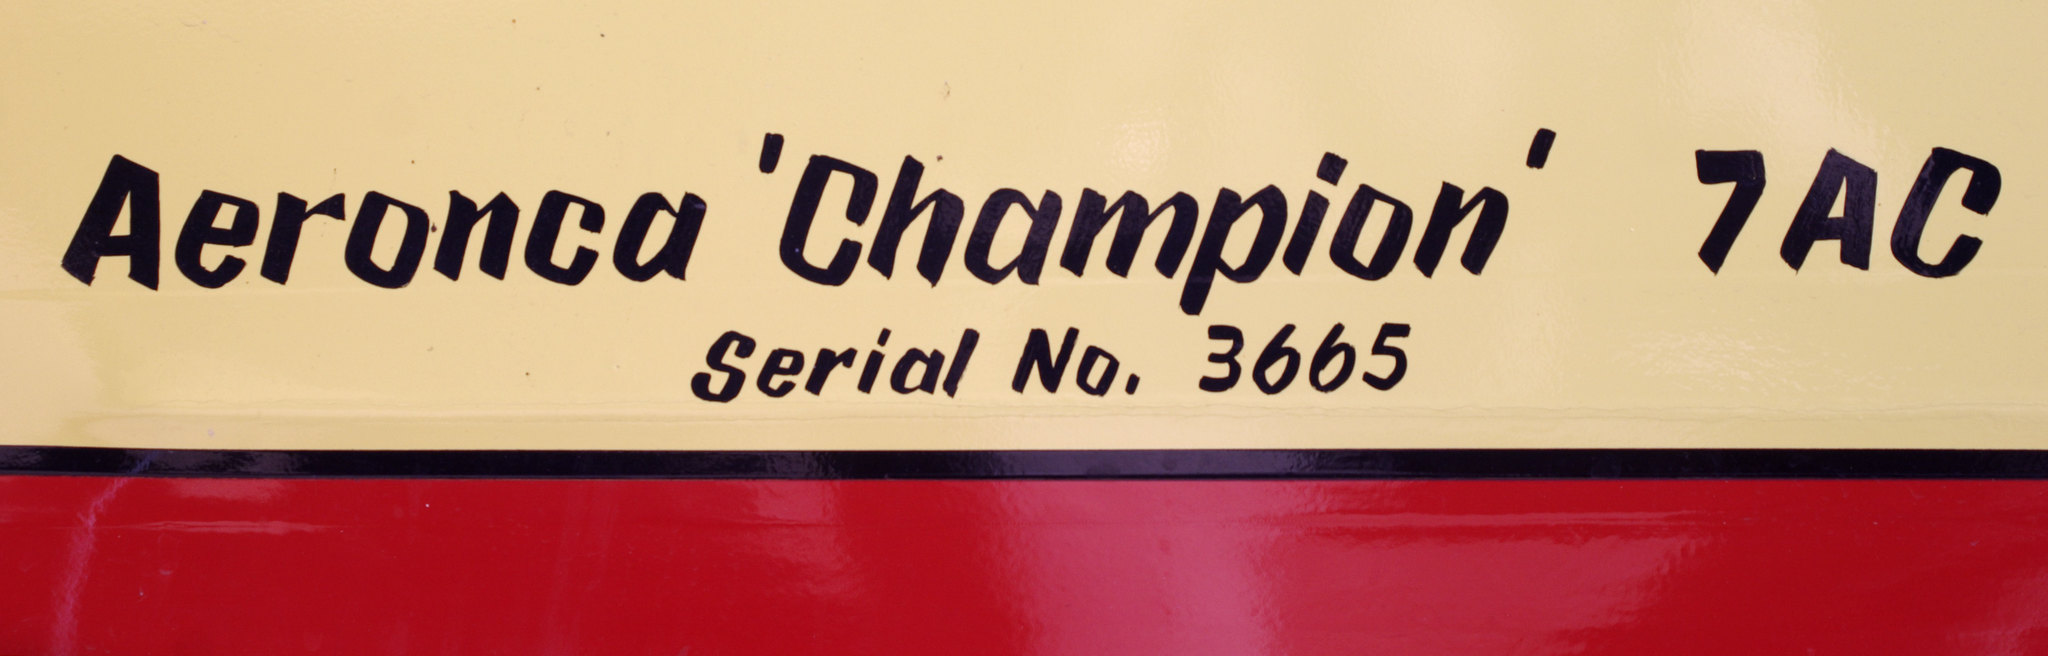 Aeronca 'Champion' 7AC
Serial No. 3665